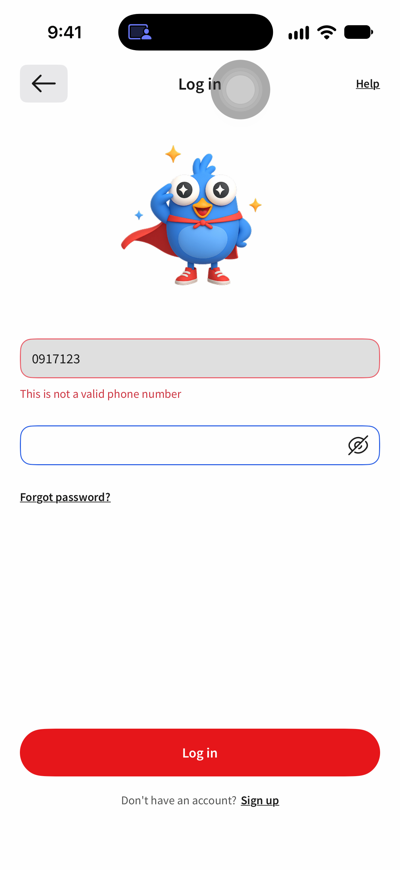 9:41
Log in
Help
0917123
This is not a valid phone number
Forgot password?
Log in
Don't have an account? Sign up